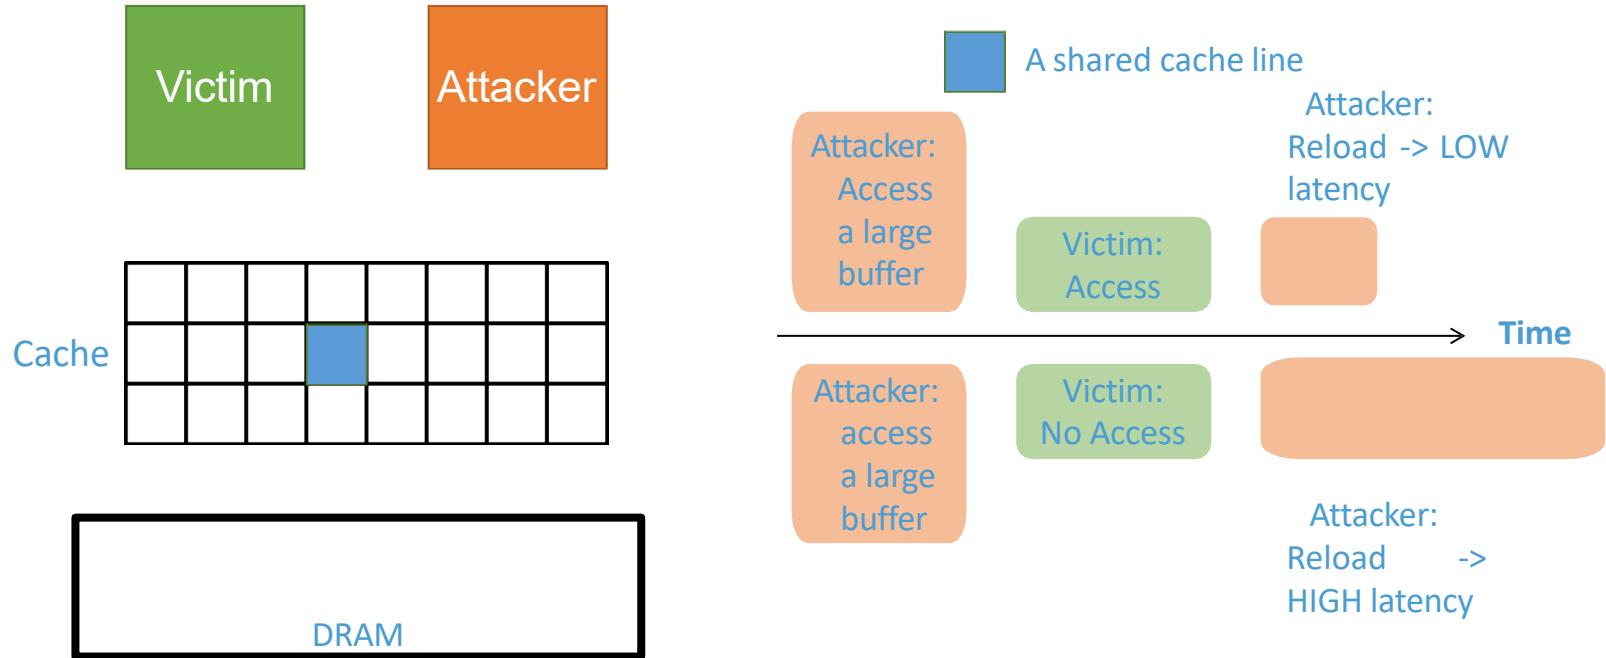 Victim
Attacker
Cache
DRAM
A shared cache line
Attacker:
Access
a large
buffer
Victim:
Access
Attacker:
Reload -> LOW
latency
Time
Attacker:
access
a large
buffer
Victim:
No Access
Attacker:
Reload ->
HIGH latency